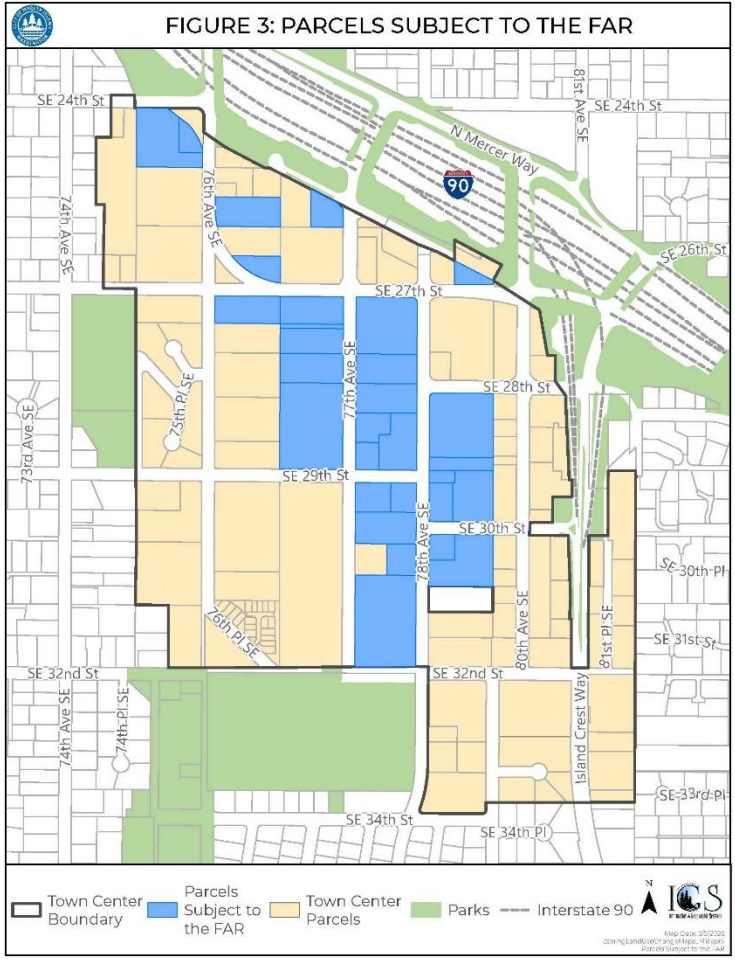 FIGURE 3: PARCELS SUBJECT TO THE FAR
SE 24th St
81st Ave SE
SE 24th St
N Mercer Way
90
74th Ave SE
76th Ave SE
SE 26th St
SE 27th St
77th Ave SE
SE 28th St
75th Pl SE
73rd Ave SE
SE 29th St
78th Ave SE
SE 30th St
SE 30th Pl
76th Pl SE
80th Ave SE
81st Pl SE
SE 31st St
SE 32nd St
SE 32nd St
74th Ave SE
74th Pl SE
Island Crest Way
SE 33rd Pl
SE 34th St
SE 34th Pl
Town Center
Boundary
Parcels
Subject to
the FAR
Town Center
Parcels
Parks
Interstate 90
N
IGS
Parcels Subject to FAR